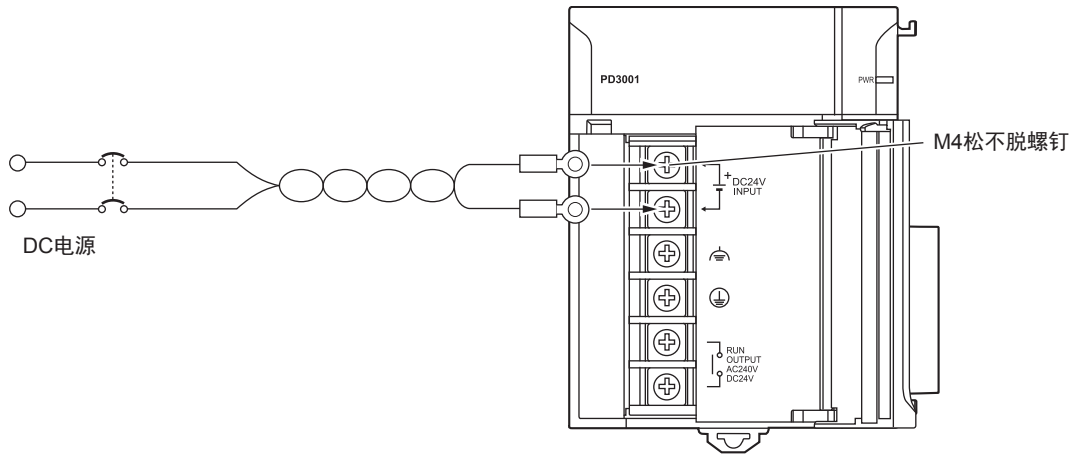 PD3001
PWR
M4松不脱螺钉
+
DC24V
INPUT
DC电源
RUN
OUTPUT
AC240V
DC24V